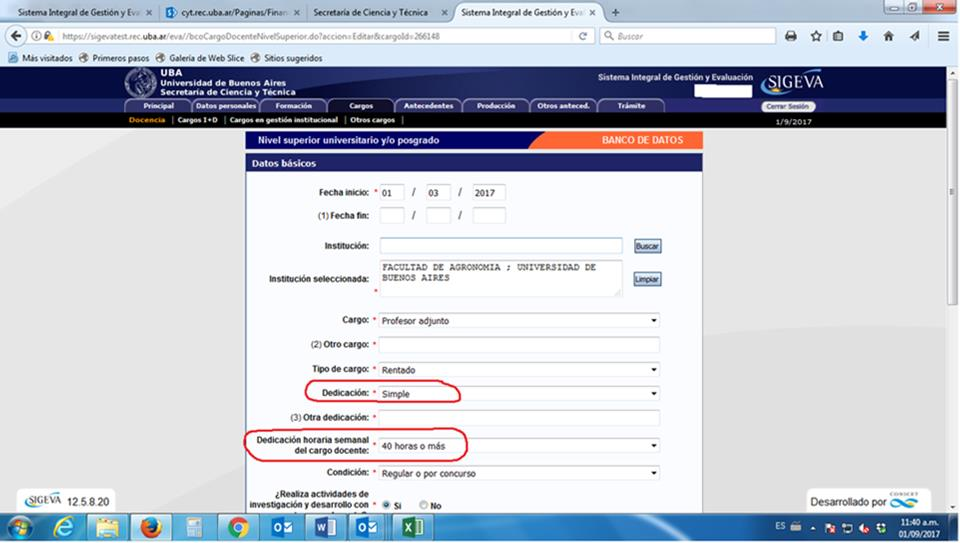 Sistema Integral de Gestión y Eva
cyt.rec.uba.ar/Paginas/Finan
Secretaría de Ciencia y Técnica
Sistema Integral de Gestión y Eva
https://sigevatest.rec.uba.ar/eva//bcoCargoDocenteNivelSuperior.do?accion=Editar&cargoId=266148
Buscar
Más visitados Primeros pasos Galería de Web Slice Sitios sugeridos
UBA
Universidad de Buenos Aires
Secretaría de Ciencia y Técnica
Sistema Integral de Gestión y Evaluación
SIGEVA
Principal Datos personales Formación Cargos Antecedentes Producción Otros anteced. Trámite
Cerrar Sesión
Docencia | Cargos I+D | Cargos en gestión institucional | Otros cargos |
1/9/2017
Nivel superior universitario y/o posgrado BANCO DE DATOS
Datos básicos
Fecha inicio: * 01 / 03 / 2017
(1) Fecha fin: / /
Institución: Buscar
Institución seleccionada: * FACULTAD DE AGRONOMIA ; UNIVERSIDAD DE
BUENOS AIRES
Limpiar
Cargo: * Profesor adjunto
(2) Otro cargo: *
Tipo de cargo: * Rentado
Dedicación: * Simple
(3) Otra dedicación: *
Dedicación horaria semanal
del cargo docente: * 40 horas o más
Condición: * Regular o por concurso
¿Realiza actividades de
investigación y desarrollo con * Sí No
SIGEVA 12.5.8.20
Desarrollado por CONICET
ES
11:40 a.m.
01/09/2017